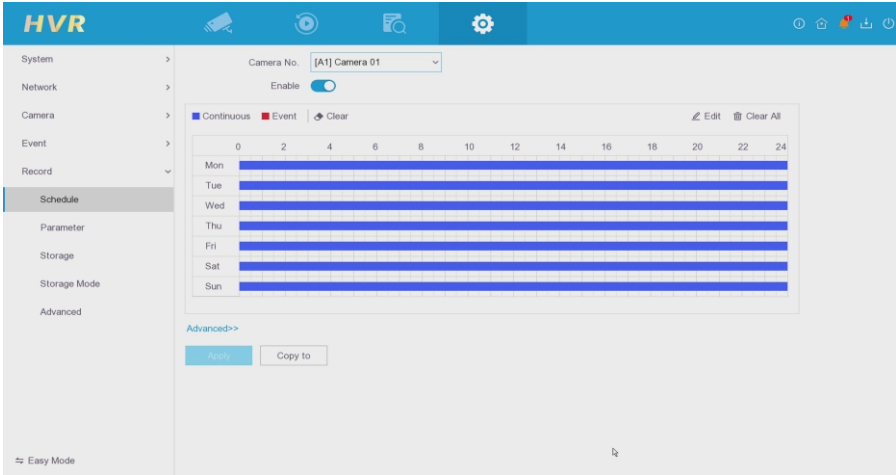 HVR
System
Network
Camera
Event
Record
Schedule
Parameter
Storage
Storage Mode
Advanced
Easy Mode
Camera No. [A1] Camera 01
Enable
Continuous Event Clear Edit Clear All
0 2 4 6 8 10 12 14 16 18 20 22 24
Mon
Tue
Wed
Thu
Fri
Sat
Sun
Advanced>>
Apply Copy to